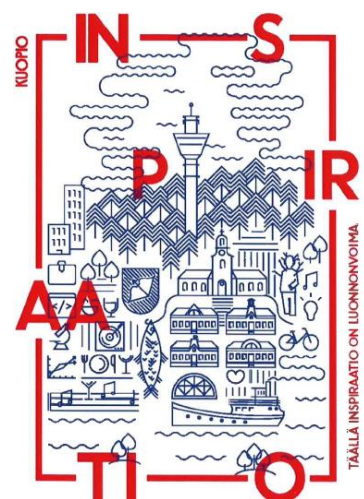 KUOPIO
IN S
P IR
AA
TI O
TÄÄLLÄ INSPIRAATIO ON LUONNONVOIMA
</>